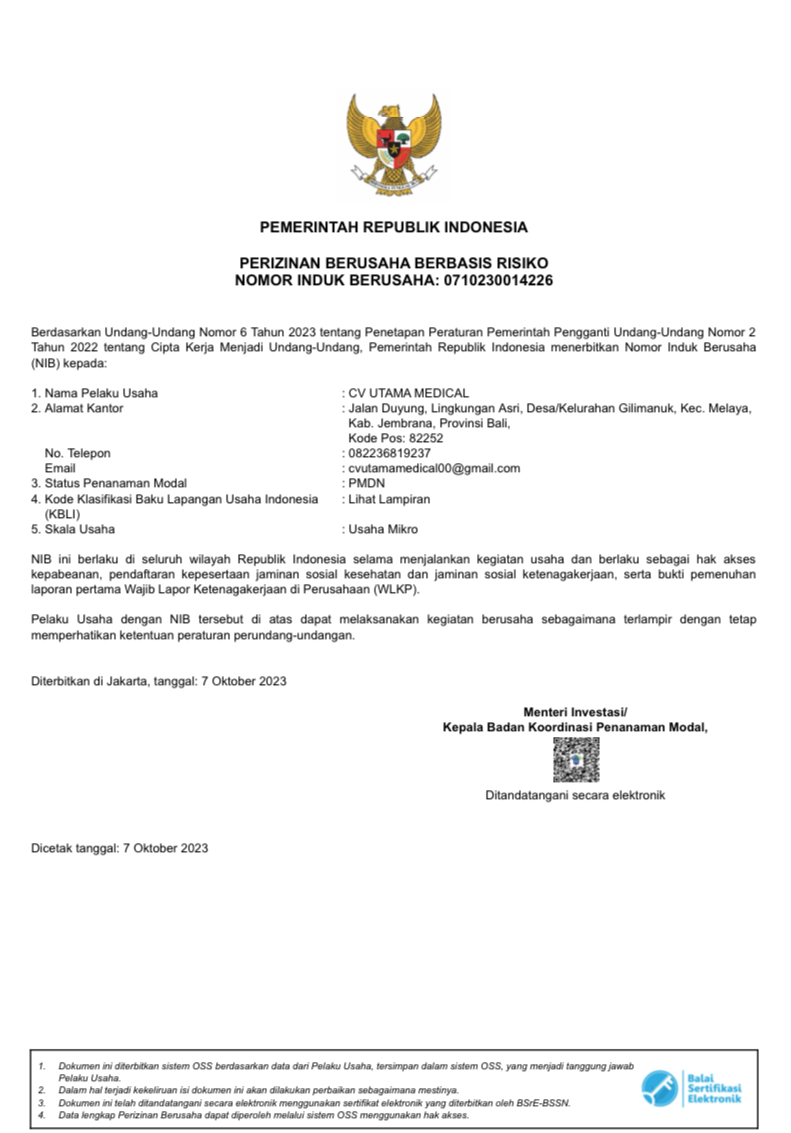 PEMERINTAH REPUBLIK INDONESIA
PERIZINAN BERUSAHA BERBASIS RISIKO
NOMOR INDUK BERUSAHA: 0710230014226
Berdasarkan Undang-Undang Nomor 6 Tahun 2023 tentang Penetapan Peraturan Pemerintah Pengganti Undang-Undang Nomor 2
Tahun 2022 tentang Cipta Kerja Menjadi Undang-Undang, Pemerintah Republik Indonesia menerbitkan Nomor Induk Berusaha
(NIB) kepada:
1. Nama Pelaku Usaha : CV UTAMA MEDICAL
2. Alamat Kantor : Jalan Duyung, Lingkungan Asri, Desa/Kelurahan Gilimanuk, Kec. Melaya,
Kab. Jembrana, Provinsi Bali,
Kode Pos: 82252
No. Telepon : 082236819237
Email : cvutamamedical00@gmail.com
3. Status Penanaman Modal : PMDN
4. Kode Klasifikasi Baku Lapangan Usaha Indonesia : Lihat Lampiran
(KBLI)
5. Skala Usaha : Usaha Mikro
NIB ini berlaku di seluruh wilayah Republik Indonesia selama menjalankan kegiatan usaha dan berlaku sebagai hak akses
kepabeanan, pendaftaran kepesertaan jaminan sosial kesehatan dan jaminan sosial ketenagakerjaan, serta bukti pemenuhan
laporan pertama Wajib Lapor Ketenagakerjaan di Perusahaan (WLKP).
Pelaku Usaha dengan NIB tersebut di atas dapat melaksanakan kegiatan berusaha sebagaimana terlampir dengan tetap
memperhatikan ketentuan peraturan perundang-undangan.
Diterbitkan di Jakarta, tanggal: 7 Oktober 2023
Menteri Investasi/
Kepala Badan Koordinasi Penanaman Modal,
Ditandatangani secara elektronik
Dicetak tanggal: 7 Oktober 2023
1. Dokumen ini diterbitkan sistem OSS berdasarkan data dari Pelaku Usaha, tersimpan dalam sistem OSS, yang menjadi tanggung jawab
Pelaku Usaha.
2. Dalam hal terjadi kekeliruan isi dokumen ini akan dilakukan perbaikan sebagaimana mestinya.
3. Dokumen ini telah ditandatangani secara elektronik menggunakan sertifikat elektronik yang diterbitkan oleh BSrE-BSSN.
4. Data lengkap Perizinan Berusaha dapat diperoleh melalui sistem OSS menggunakan hak akses.
Balai
Sertifikasi
Elektronik